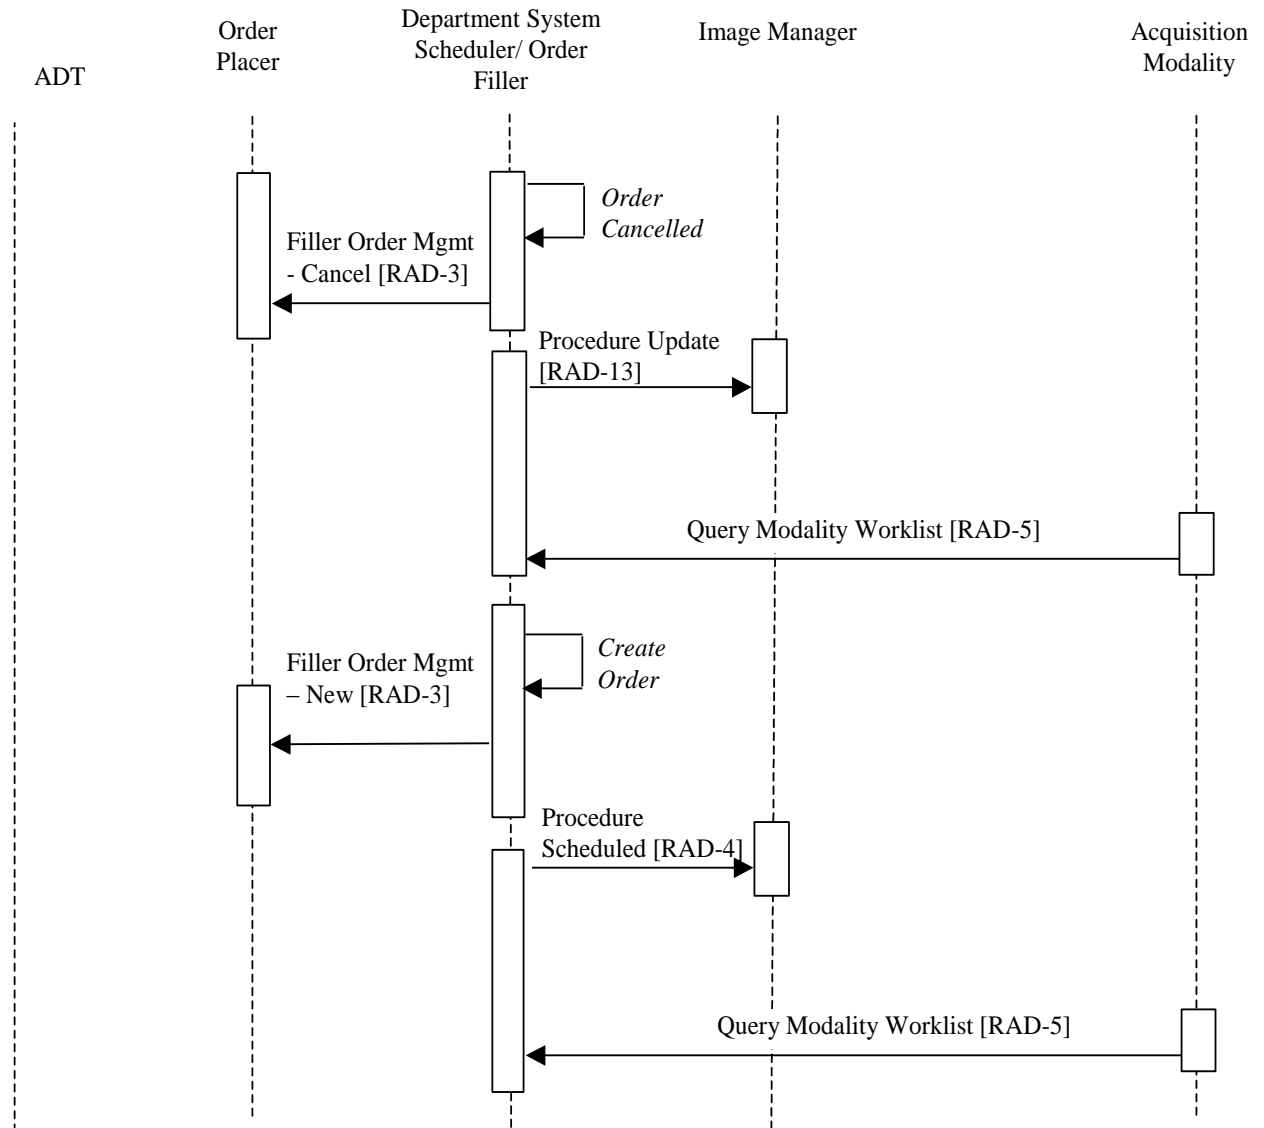 ADT
Order
Placer
Department System
Scheduler/ Order
Filler
Image Manager
Acquisition
Modality
Order
Cancelled
Filler Order Mgmt
- Cancel [RAD-3]
Procedure Update
[RAD-13]
Query Modality Worklist [RAD-5]
Create
Order
Filler Order Mgmt
– New [RAD-3]
Procedure
Scheduled [RAD-4]
Query Modality Worklist [RAD-5]